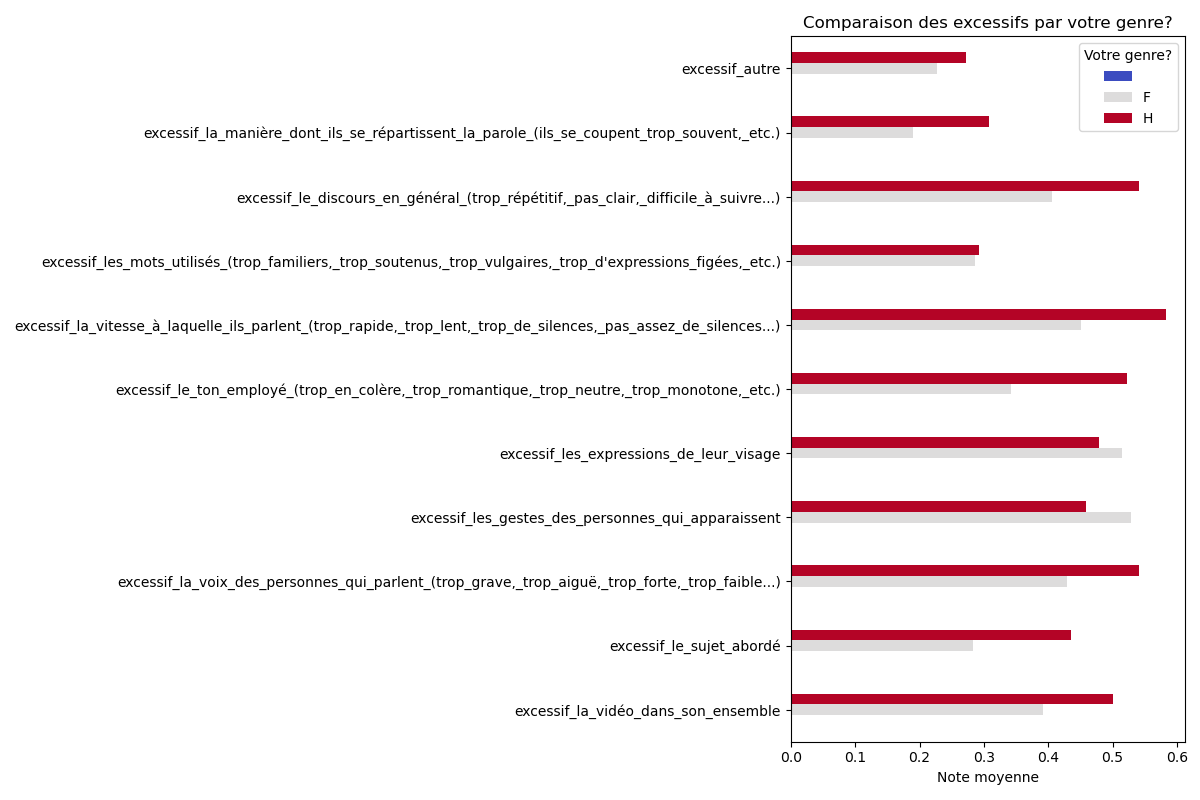 Comparaison des excessifs par votre genre?
Votre genre?
F
H
excessif_autre
excessif_la_manière_dont_ils_se_répartissent_la_parole_(ils_se_coupent_trop_souvent,_etc.)
excessif_le_discours_en_général_(trop_répétitif,_pas_clair,_difficile_à_suivre...)
excessif_les_mots_utilisés_(trop_familiers,_trop_soutenus,_trop_vulgaires,_trop_d'expressions_figées,_etc.)
excessif_la_vitesse_à_laquelle_ils_parlent_(trop_rapide,_trop_lent,_trop_de_silences,_pas_assez_de_silences...)
excessif_le_ton_employé_(trop_en_colère,_trop_romantique,_trop_neutre,_trop_monotone,_etc.)
excessif_les_expressions_de_leur_visage
excessif_les_gestes_des_personnes_qui_apparaissent
excessif_la_voix_des_personnes_qui_parlent_(trop_grave,_trop_aiguë,_trop_forte,_trop_faible...)
excessif_le_sujet_abordé
excessif_la_vidéo_dans_son_ensemble
0.0 0.1 0.2 0.3 0.4 0.5 0.6
Note moyenne